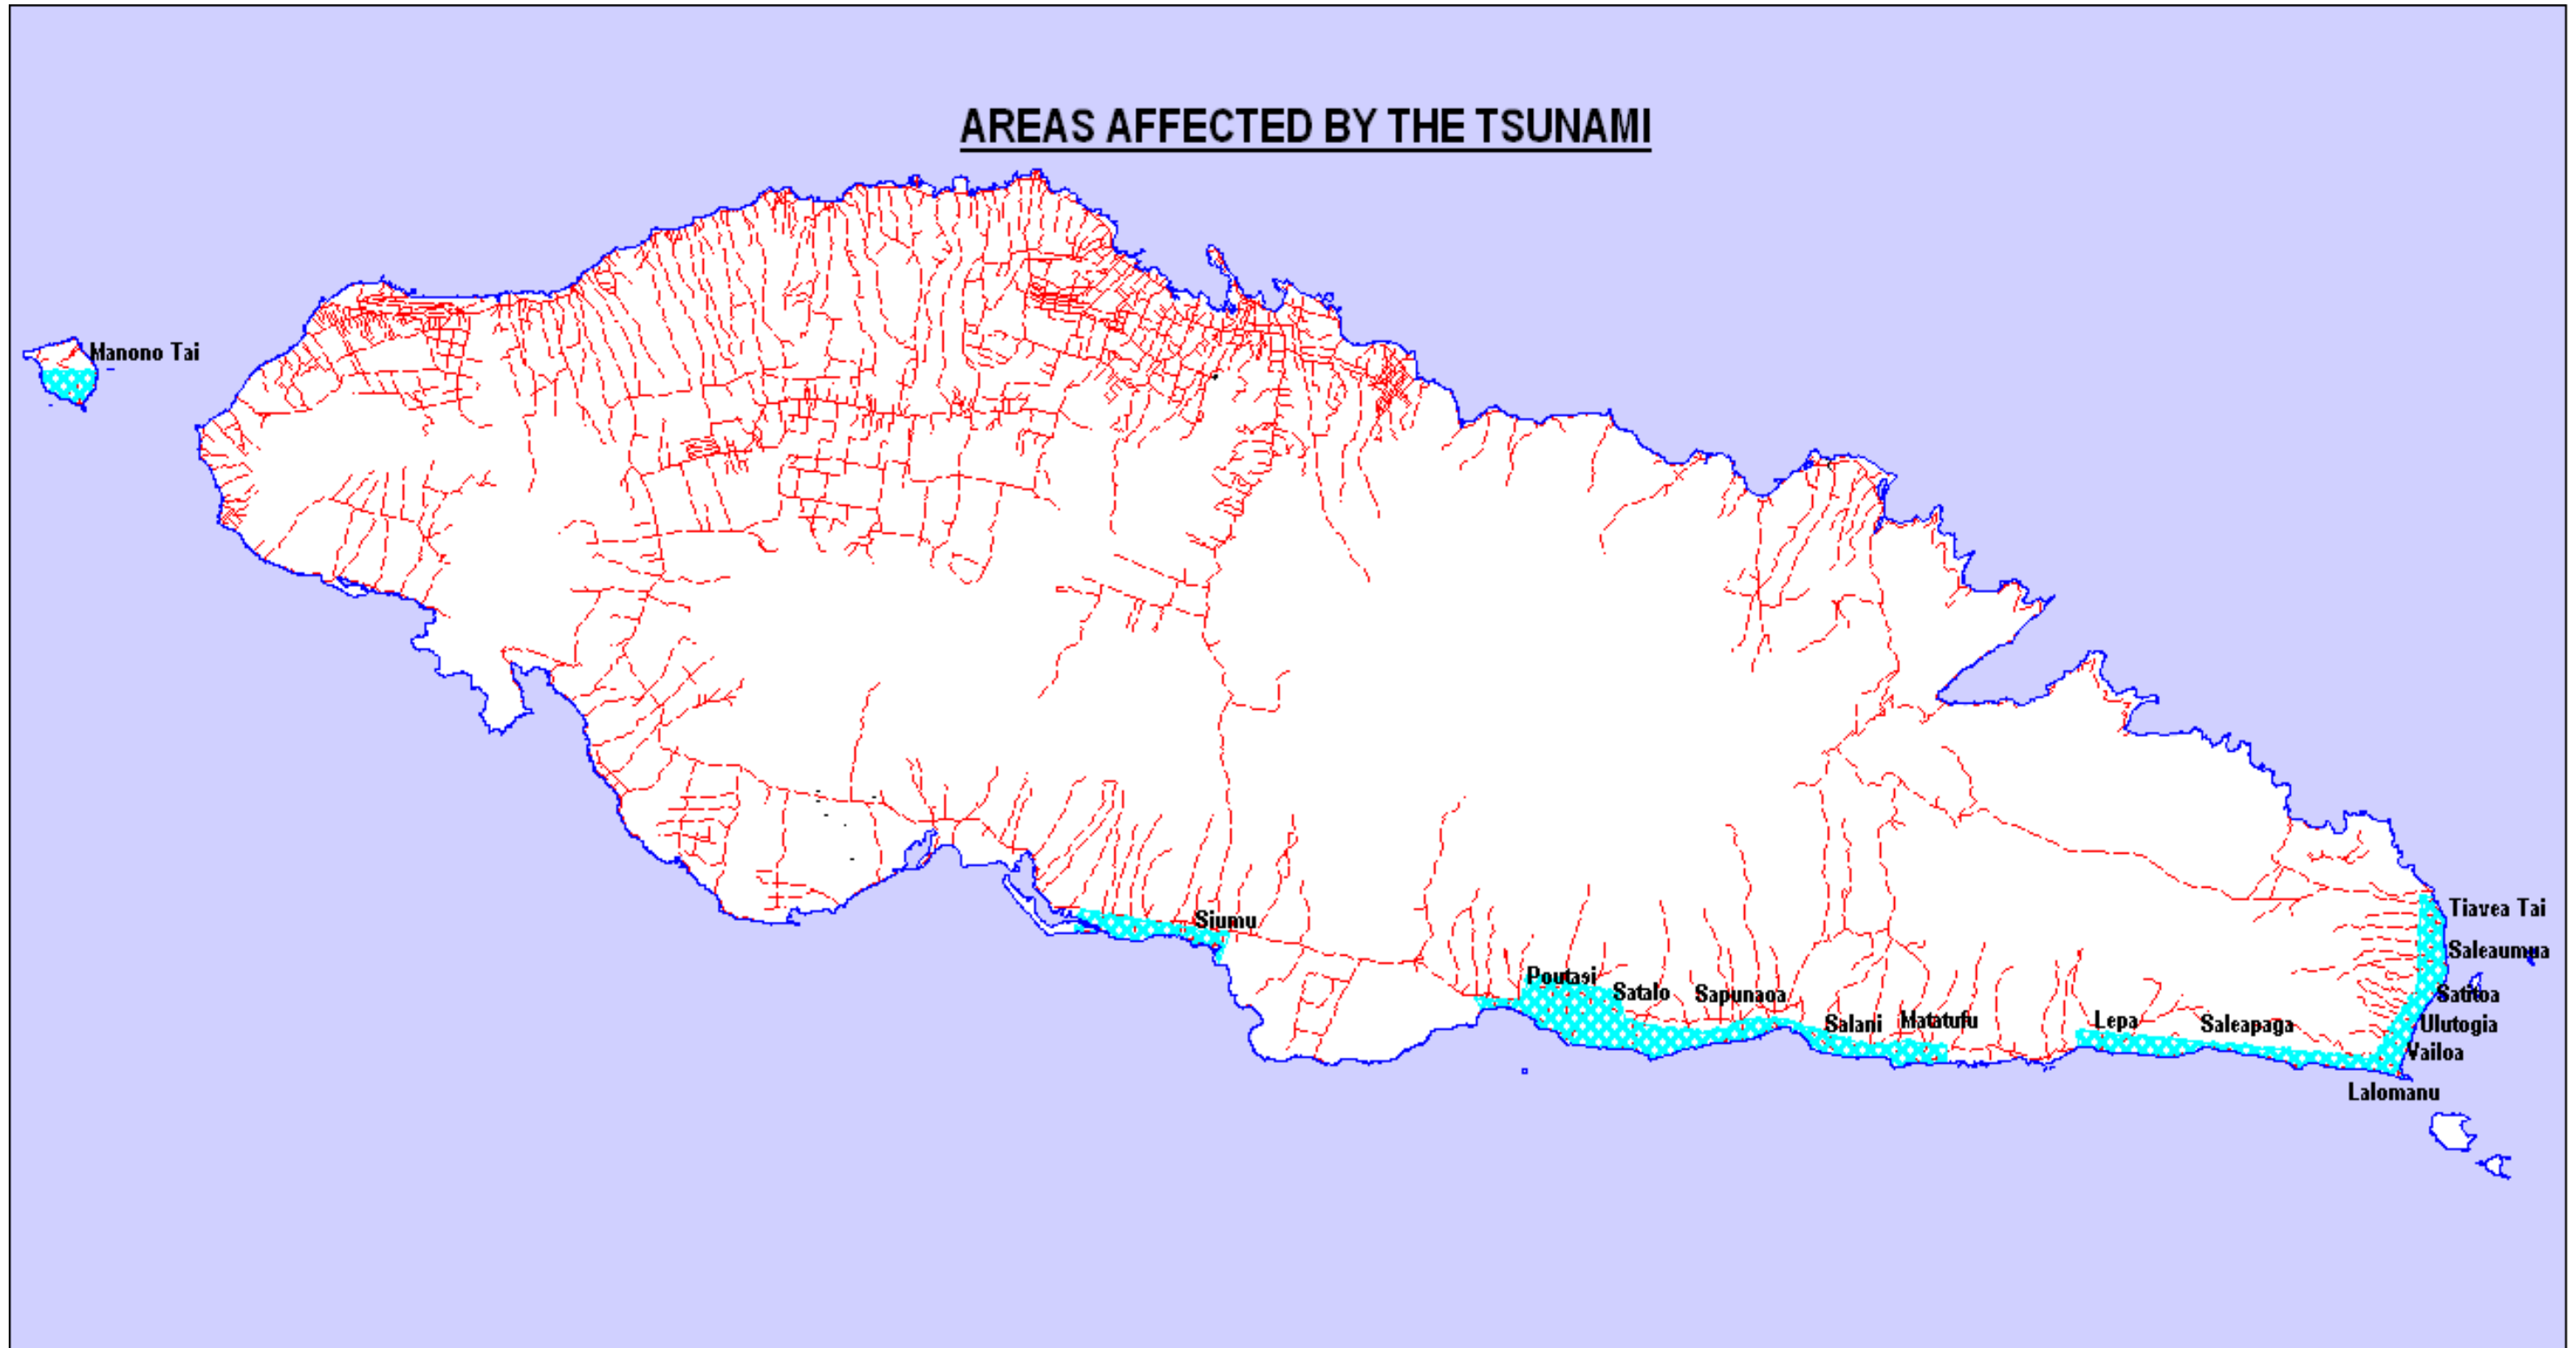 AREAS AFFECTED BY THE TSUNAMI
Manono Tai
Siumu
Poutasi
Satalo
Sapunaoa
Salani
Matatufu
Lepa
Saleapaga
Tiavea Tai
Saleaumua
Satitoa
Ulutogia
Vailoa
Lalomanu